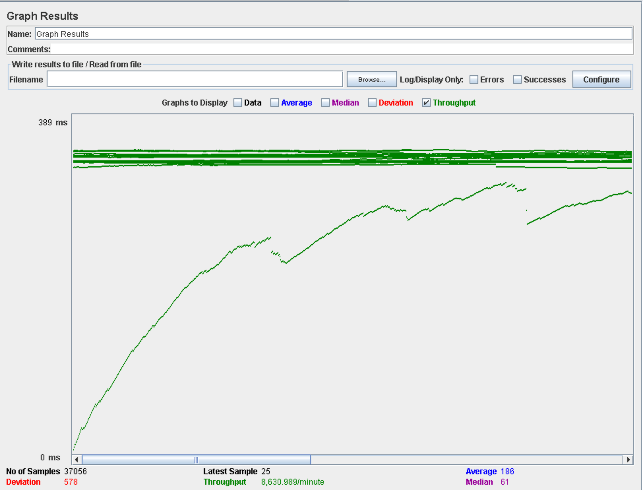 Graph Results
Name: Graph Results
Comments:
Write results to file / Read from file
Filename Browse... Log/Display Only: Errors Successes Configure
Graphs to Display Data Average Median Deviation Throughput
389 ms
0 ms
No of Samples 37056 Latest Sample 25 Average 196
Deviation 578 Throughput 8,630.989/minute Median 61